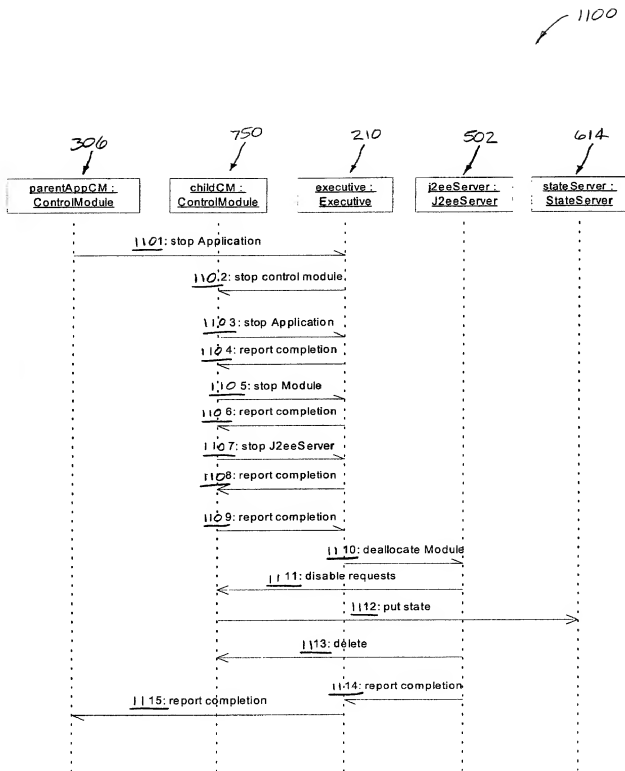 1100
306
750
210
502
614
parentAppCM :
ControlModule
childCM :
ControlModule
executive :
Executive
j2eeServer :
J2eeServer
stateServer :
StateServer
1101: stop Application
1102: stop control module
1103: stop Application
1104: report completion
1105: stop Module
1106: report completion
1107: stop J2eeServer
1108: report completion
1109: report completion
1110: deallocate Module
1111: disable requests
1112: put state
1113: delete
1114: report completion
1115: report completion